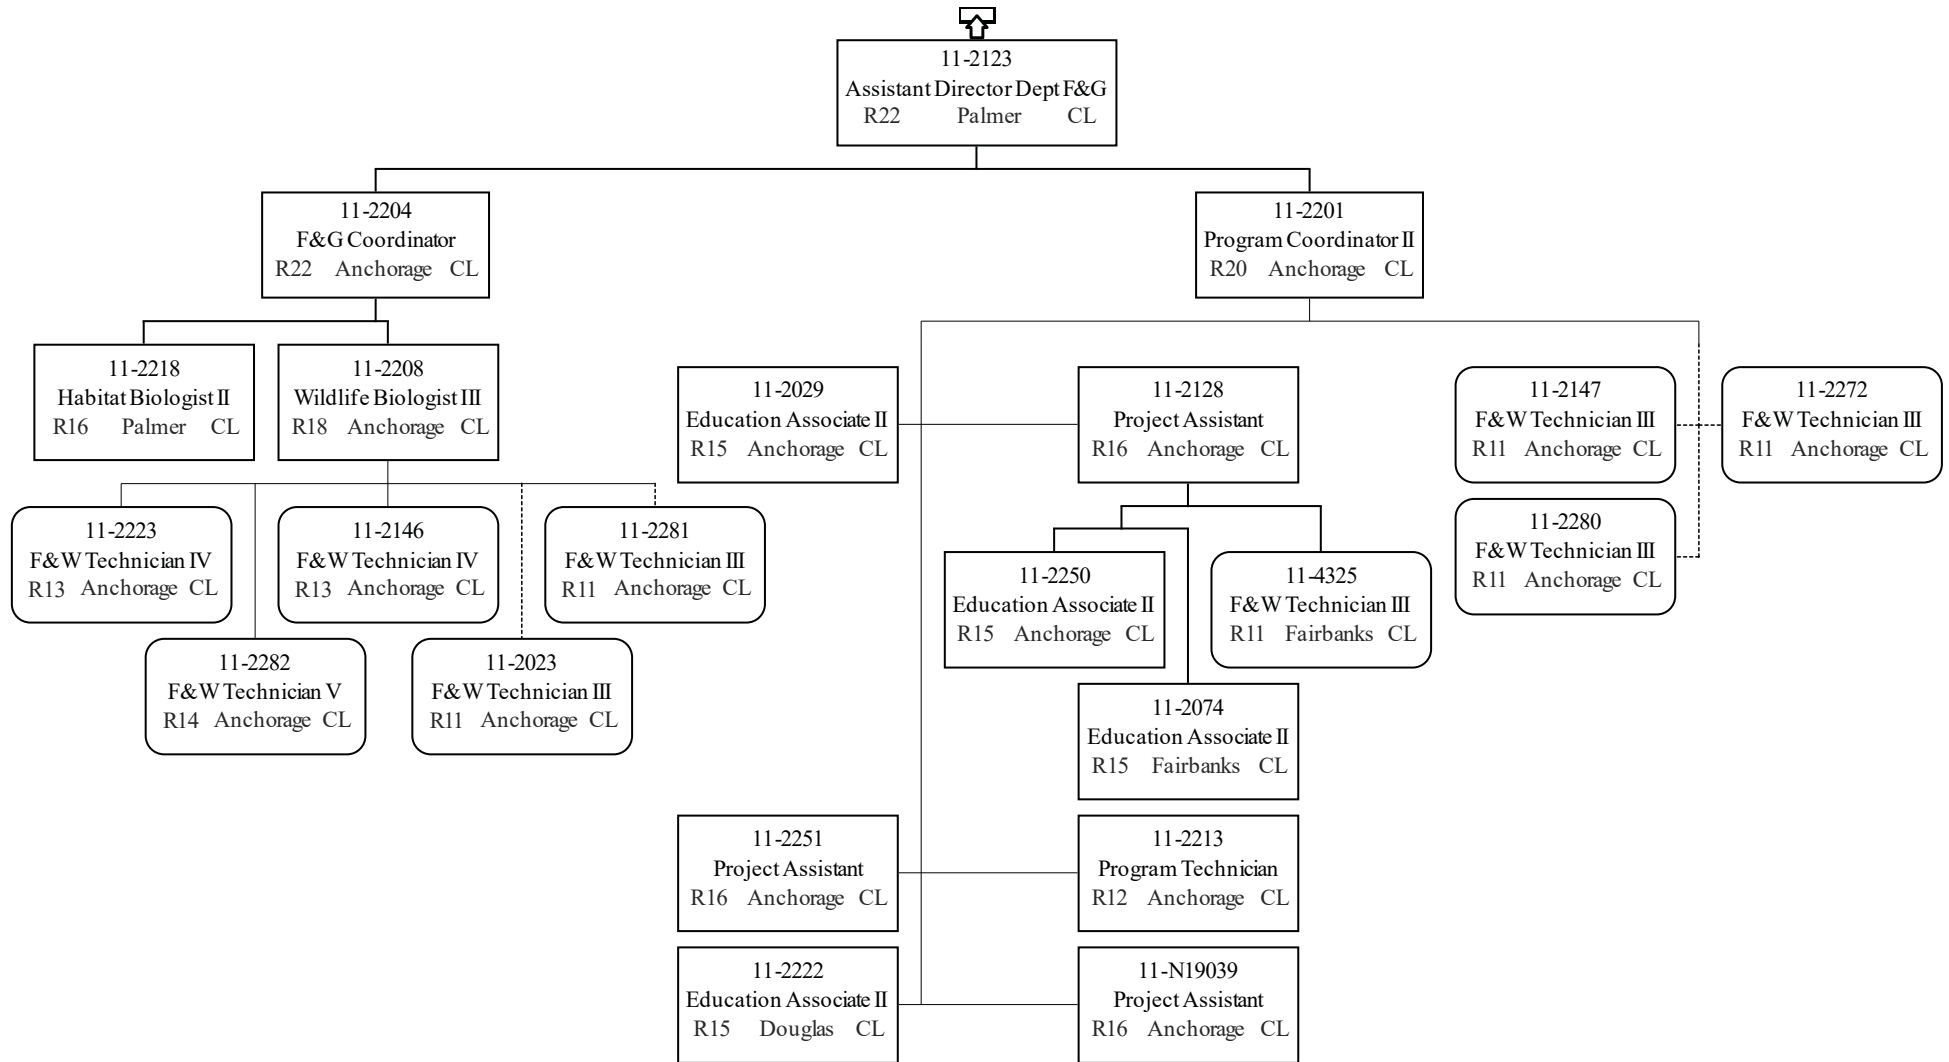 11-2123
Assistant Director Dept F&G
R22 Palmer CL
11-2204
F&G Coordinator
R22 Anchorage CL
11-2201
Program Coordinator II
R20 Anchorage CL
11-2218
Habitat Biologist II
R16 Palmer CL
11-2208
Wildlife Biologist III
R18 Anchorage CL
11-2029
Education Associate II
R15 Anchorage CL
11-2128
Project Assistant
R16 Anchorage CL
11-2147
F&W Technician III
R11 Anchorage CL
11-2272
F&W Technician III
R11 Anchorage CL
11-2223
F&W Technician IV
R13 Anchorage CL
11-2146
F&W Technician IV
R13 Anchorage CL
11-2281
F&W Technician III
R11 Anchorage CL
11-2280
F&W Technician III
R11 Anchorage CL
11-2250
Education Associate II
R15 Anchorage CL
11-4325
F&W Technician III
R11 Fairbanks CL
11-2282
F&W Technician V
R14 Anchorage CL
11-2023
F&W Technician III
R11 Anchorage CL
11-2074
Education Associate II
R15 Fairbanks CL
11-2251
Project Assistant
R16 Anchorage CL
11-2213
Program Technician
R12 Anchorage CL
11-2222
Education Associate II
R15 Douglas CL
11-N19039
Project Assistant
R16 Anchorage CL